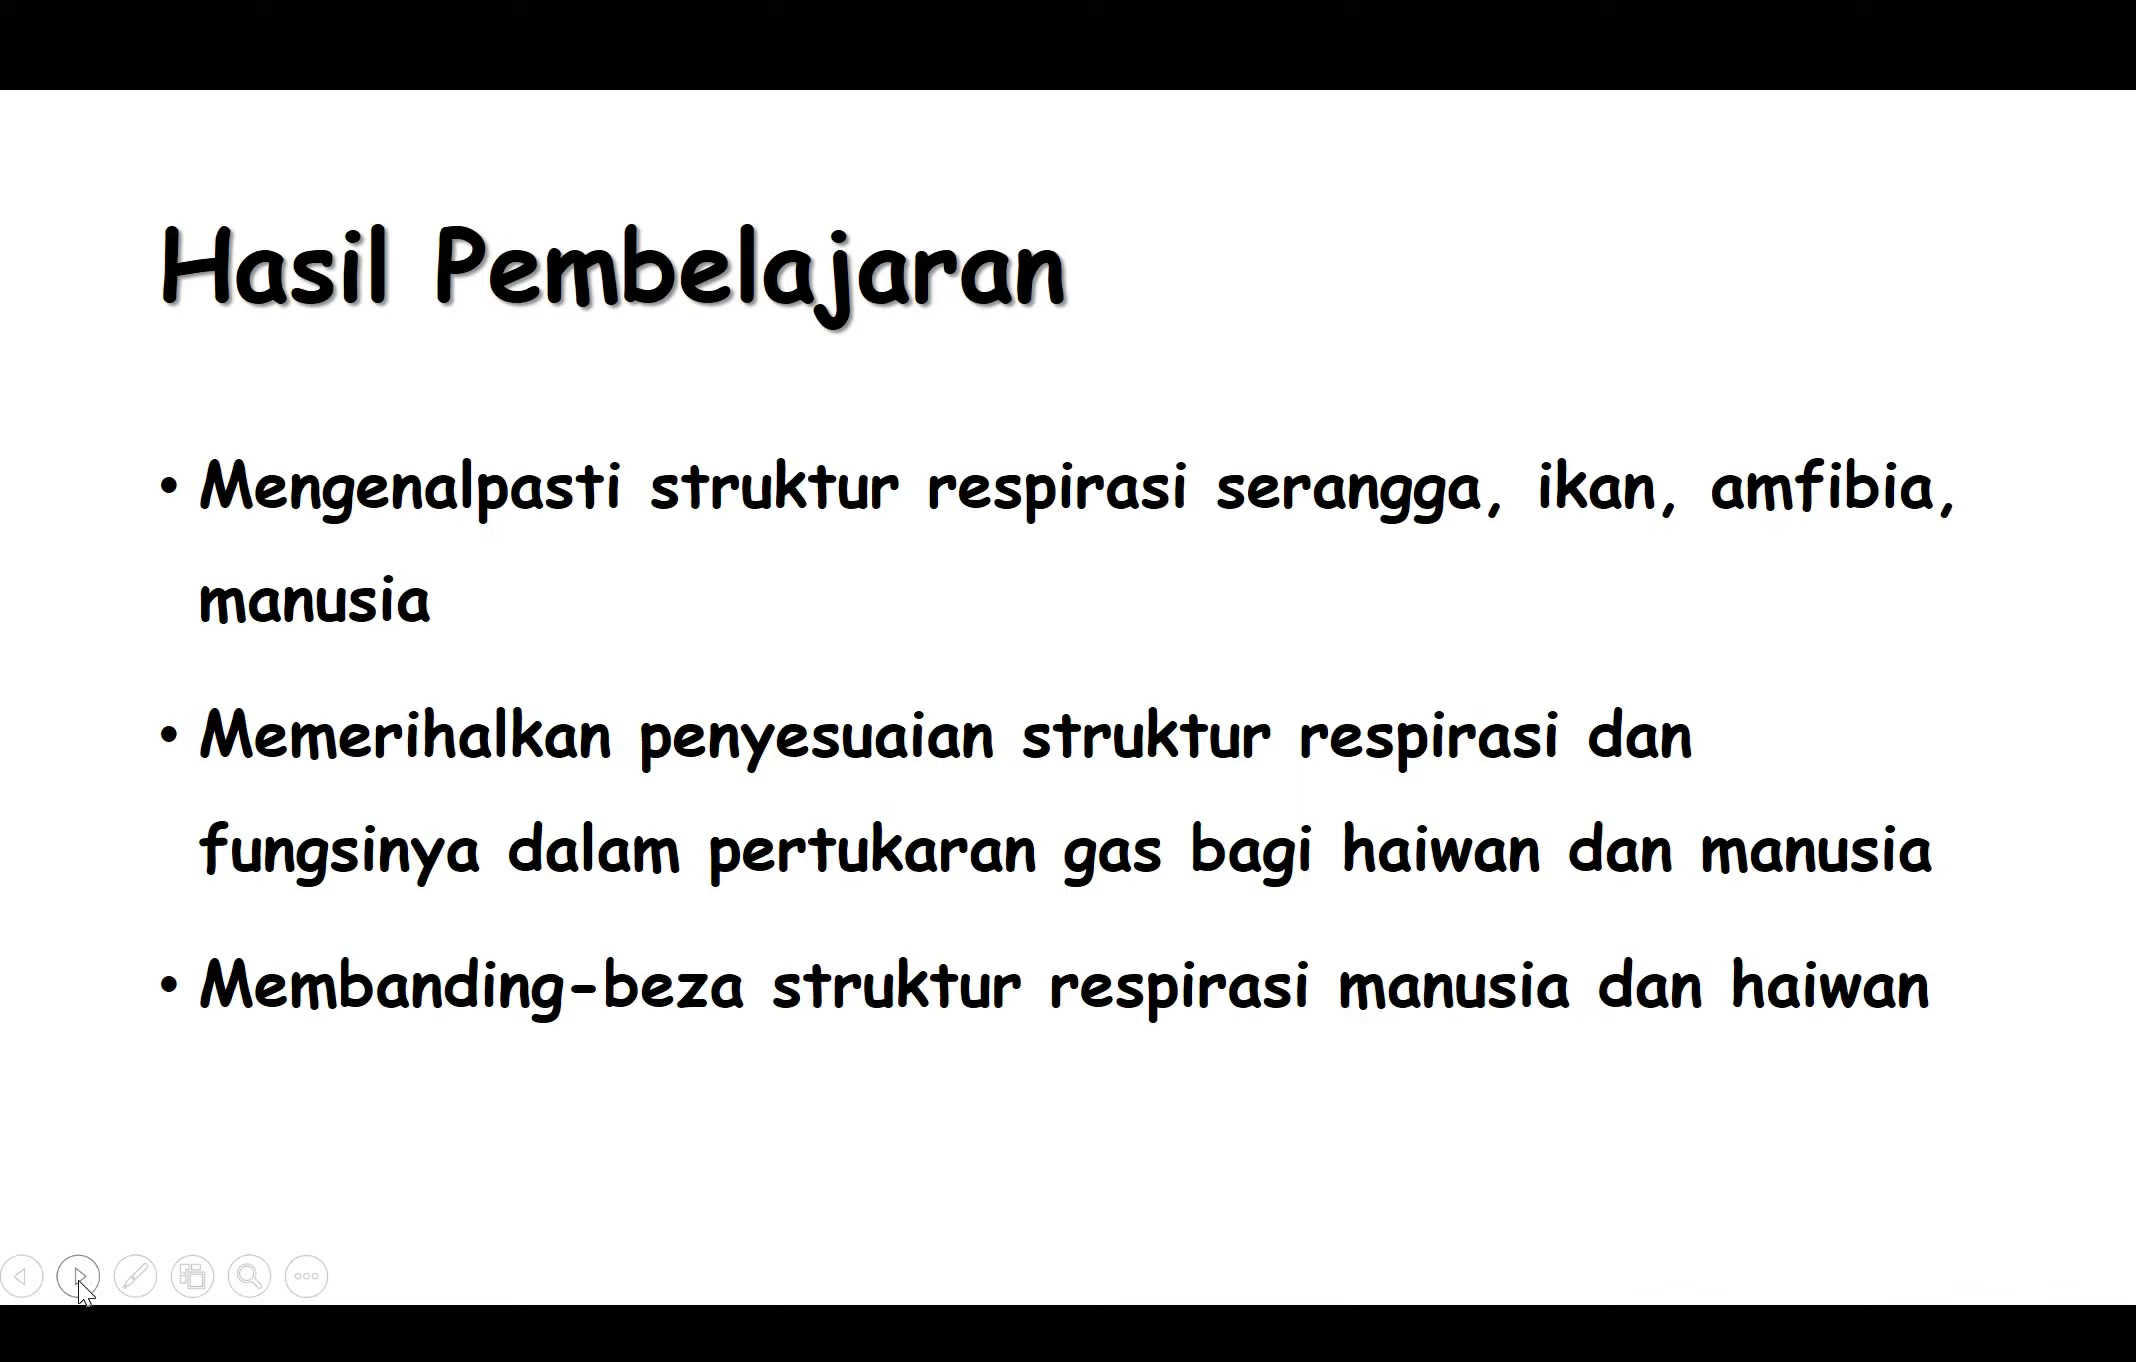 Hasil Pembelajaran
• Mengenalpasti struktur respirasi serangga, ikan, amfibia,
manusia
• Memerihalkan penyesuaian struktur respirasi dan
fungsinya dalam pertukaran gas bagi haiwan dan manusia
• Membanding-beza struktur respirasi manusia dan haiwan